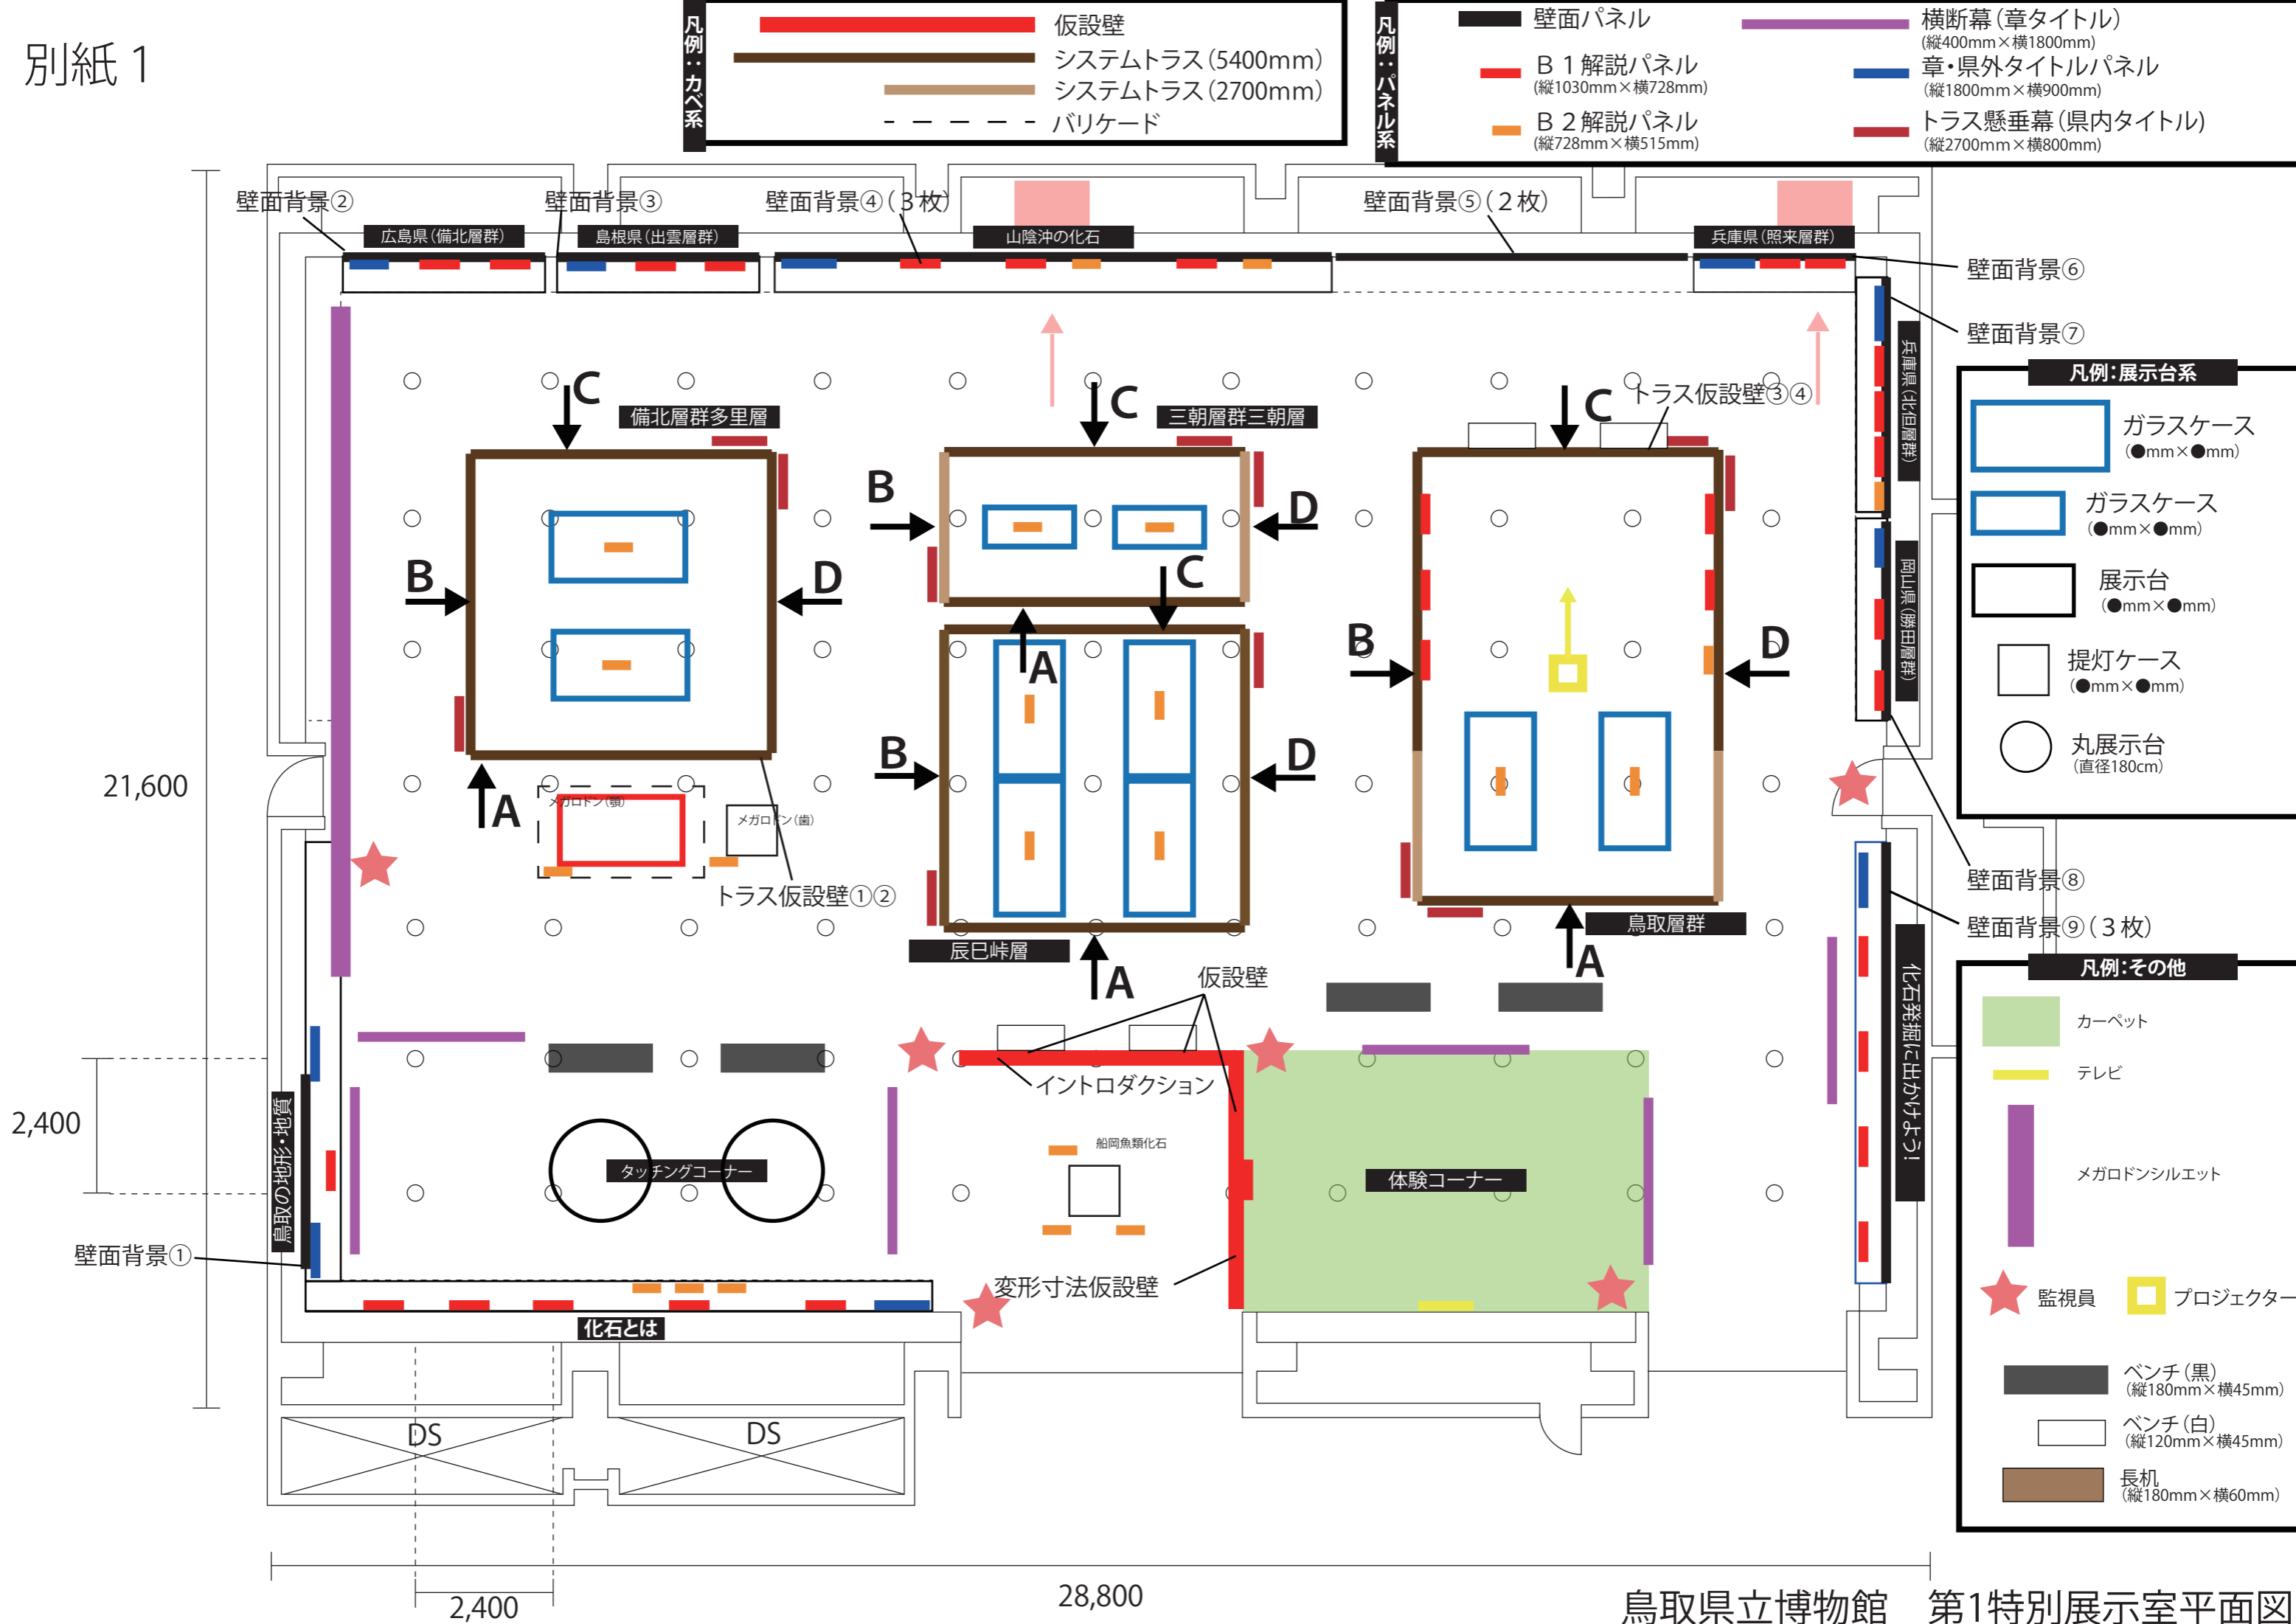 別紙1
凡例：カベ系
仮設壁
システムトラス(5400mm)
システムトラス(2700mm)
バリケード
凡例：パネル系
壁面パネル
B1解説パネル
(縦1030mm×横728mm)
B2解説パネル
(縦728mm×横515mm)
横断幕(章タイトル)
(縦400mm×横1800mm)
章・県外タイトルパネル
(縦1800mm×横900mm)
トラス懸垂幕(県内タイトル)
(縦2700mm×横800mm)
壁面背景②
壁面背景③
壁面背景④(3枚)
壁面背景⑤(2枚)
広島県(備北層群)
島根県(出雲層群)
山陰沖の化石
兵庫県(照来層群)
壁面背景⑥
壁面背景⑦
兵庫県(北但層群)
岡山県(勝田層群)
C
備北層群多里層
C
三朝層群三朝層
C
トラス仮設壁③④
B
D
B
D
C
A
B
D
B
D
A
メガロドン(顎)
メガロドン(歯)
トラス仮設壁①②
辰巳峠層
A
鳥取層群
A
凡例：展示台系
ガラスケース
(●mm×●mm)
ガラスケース
(●mm×●mm)
展示台
(●mm×●mm)
提灯ケース
(●mm×●mm)
丸展示台
(直径180cm)
壁面背景⑧
壁面背景⑨(3枚)
化石発掘に出かけよう!
21,600
2,400
仮設壁
イントロダクション
船岡魚類化石
変形寸法仮設壁
体験コーナー
タッチングコーナー
鳥取の地形・地質
壁面背景①
化石とは
凡例：その他
カーペット
テレビ
メガロドンシルエット
監視員
プロジェクター
ベンチ(黒)
(縦180mm×横45mm)
ベンチ(白)
(縦120mm×横45mm)
長机
(縦180mm×横60mm)
DS
DS
2,400
28,800
鳥取県立博物館　第1特別展示室平面図